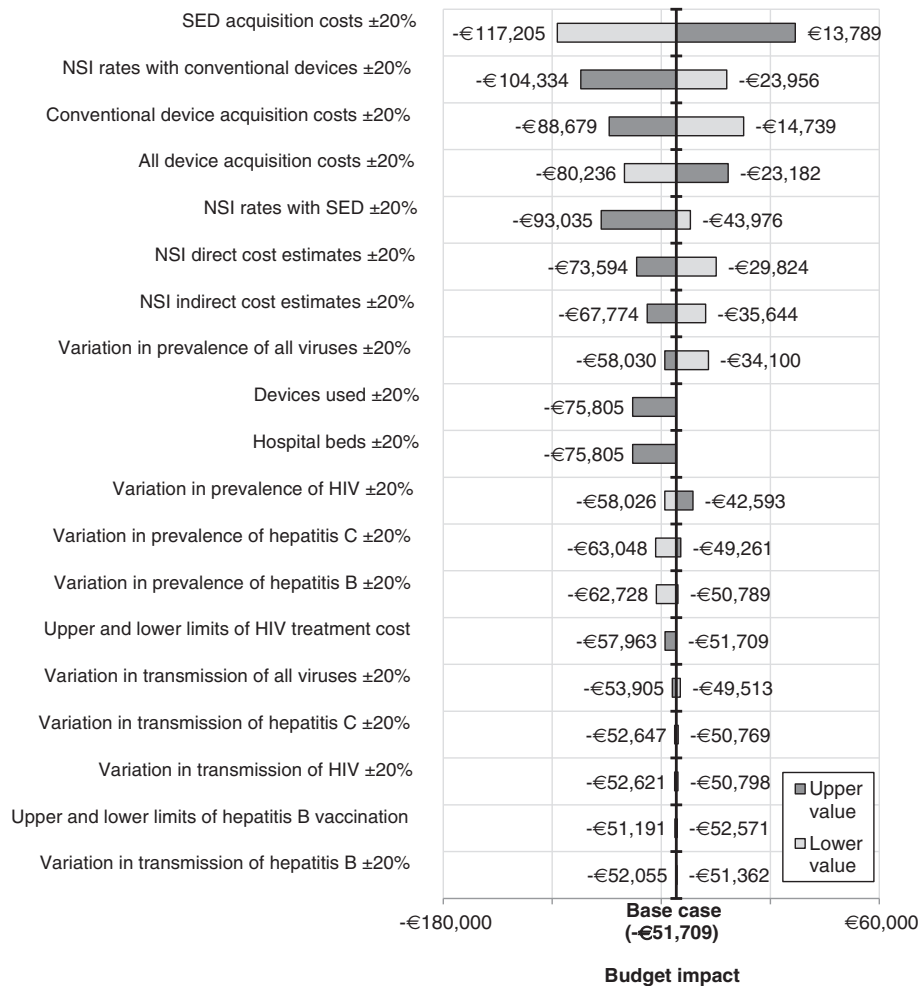 SED acquisition costs ±20%
-€117,205
€13,789
NSI rates with conventional devices ±20%
-€104,334
-€23,956
Conventional device acquisition costs ±20%
-€88,679
-€14,739
All device acquisition costs ±20%
-€80,236
-€23,182
NSI rates with SED ±20%
-€93,035
-€43,976
NSI direct cost estimates ±20%
-€73,594
-€29,824
NSI indirect cost estimates ±20%
-€67,774
-€35,644
Variation in prevalence of all viruses ±20%
-€58,030
-€34,100
Devices used ±20%
-€75,805
Hospital beds ±20%
-€75,805
Variation in prevalence of HIV ±20%
-€58,026
-€42,593
Variation in prevalence of hepatitis C ±20%
-€63,048
-€49,261
Variation in prevalence of hepatitis B ±20%
-€62,728
-€50,789
Upper and lower limits of HIV treatment cost
-€57,963
-€51,709
Variation in transmission of all viruses ±20%
-€53,905
-€49,513
Variation in transmission of hepatitis C ±20%
-€52,647
-€50,769
Variation in transmission of HIV ±20%
-€52,621
-€50,798
Upper and lower limits of hepatitis B vaccination
-€51,191
-€52,571
Variation in transmission of hepatitis B ±20%
-€52,055
-€51,362
Upper
value
Lower
value
-€180,000
Base case
(-€51,709)
€60,000
Budget impact